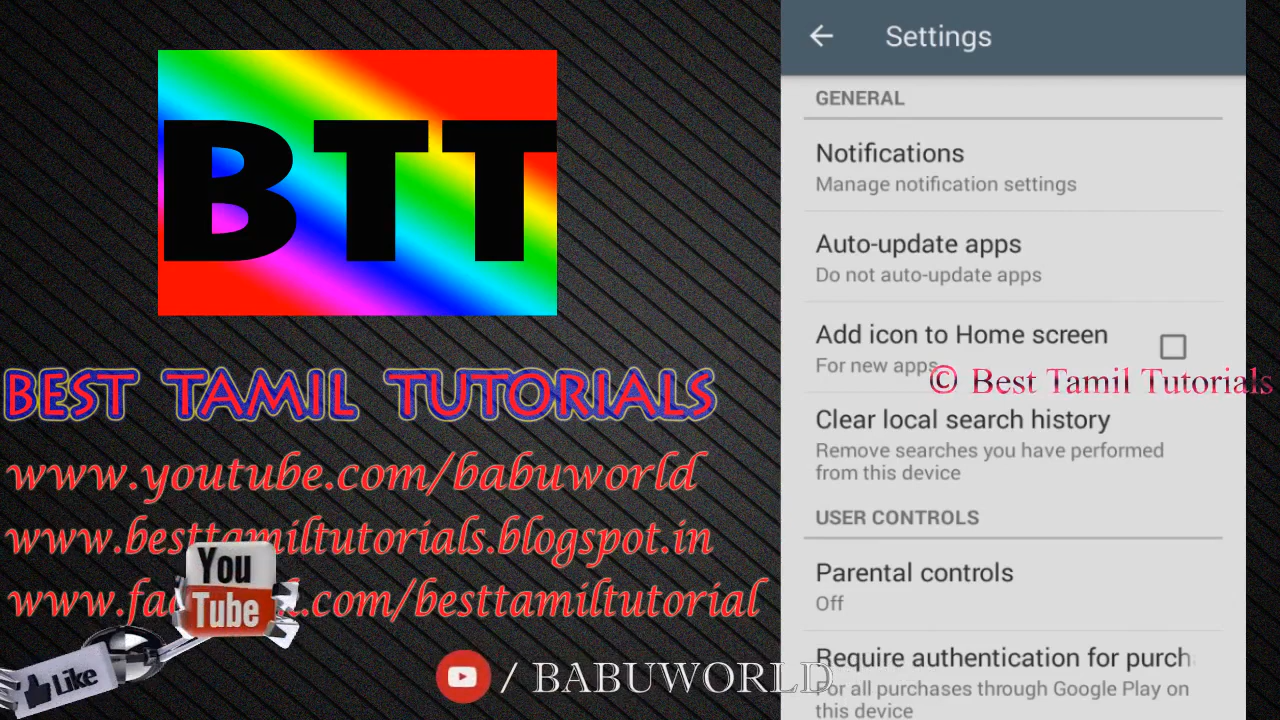 BTT
BEST TAMIL TUTORIALS
www.youtube.com/babuworld
www.besttamiltutorials.blogspot.in
.com/besttamiltutorial
You
Tube
Like
/ BABUWORLD
Settings
GENERAL
Notifications
Manage notification settings
Auto-update apps
Do not auto-update apps
Add icon to Home screen
For new apps
© Best Tamil Tutorials
Clear local search history
Remove searches you have performed
from this device
USER CONTROLS
Parental controls
Off
Require authentication for purch
For all purchases through Google Play on
this device